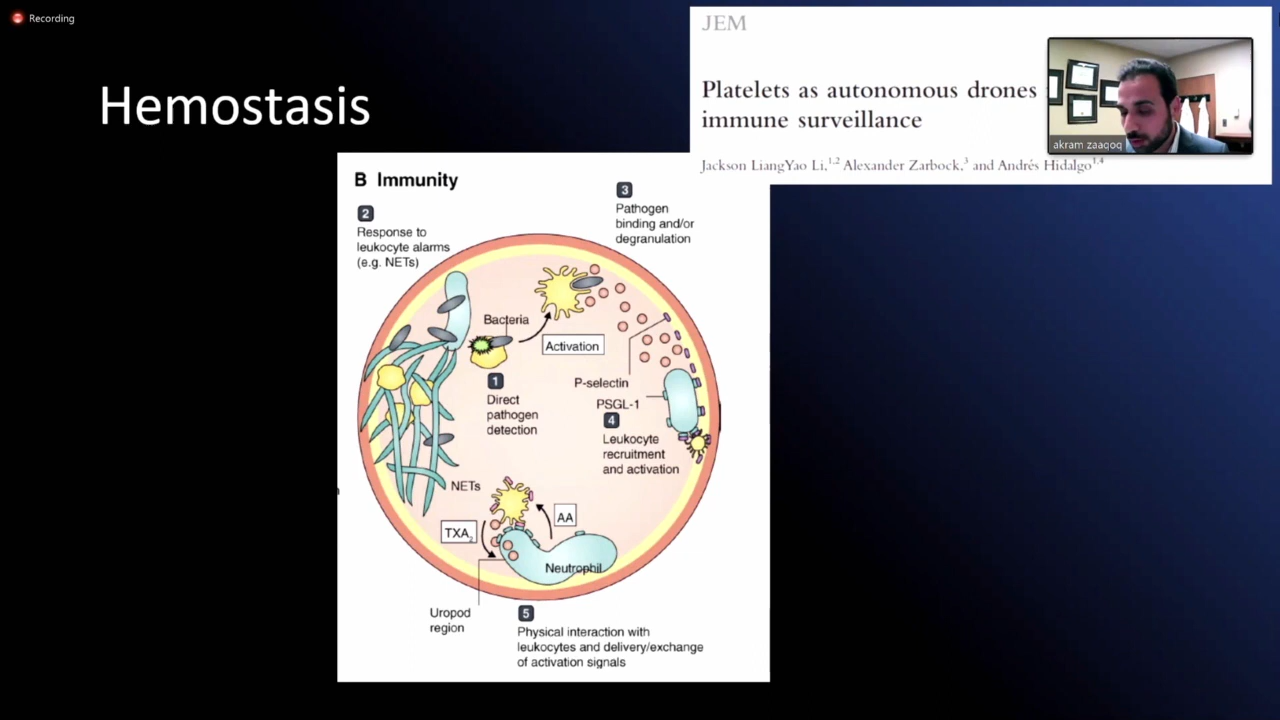 Recording
Hemostasis
JEM
Platelets as autonomous drones
immune surveillance
Jackson LiangYao Li,1,2 Alexander Zarbock,3 and Andrés Hidalgo1,4
akram zaaqoq
B Immunity
2
Response to
leukocyte alarms
(e.g. NETs)
3
Pathogen
binding and/or
degranulation
Bacteria
Activation
1
Direct
pathogen
detection
P-selectin
PSGL-1
4
Leukocyte
recruitment
and activation
NETs
TXA2
AA
Neutrophil
Uropod
region
5
Physical interaction with
leukocytes and delivery/exchange
of activation signals